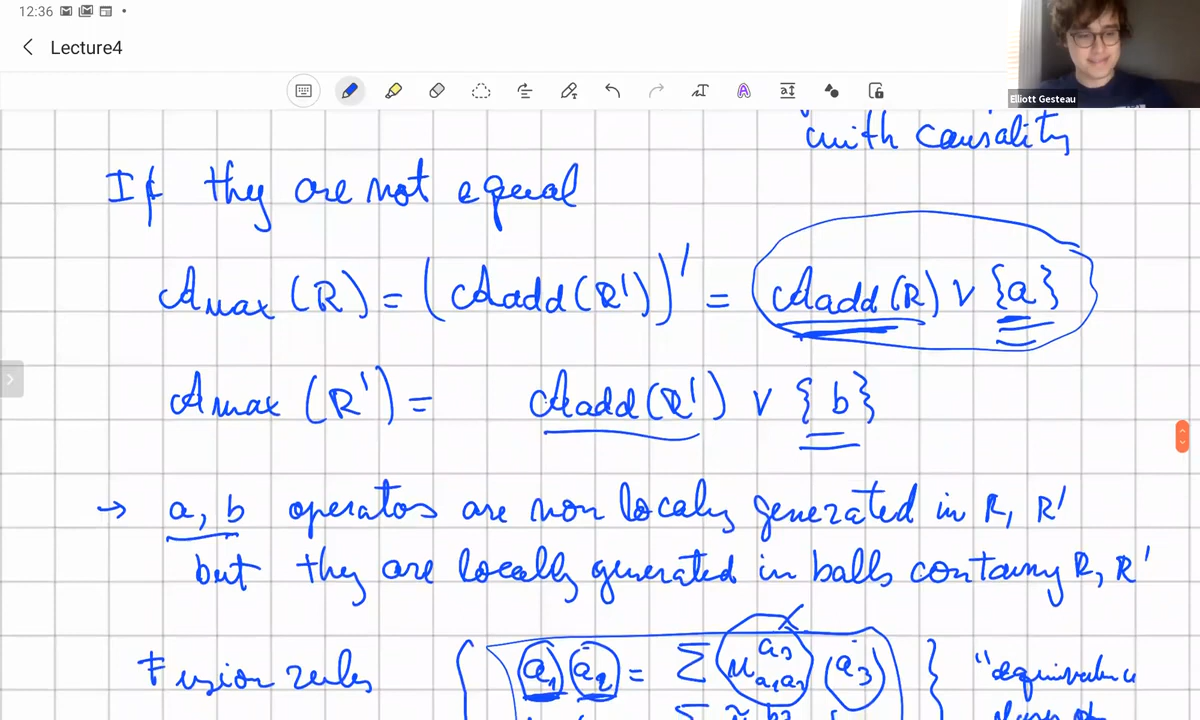 12:36
Lecture4
Elliott Gesteau
with causality
If they are not equal
Amax (R) = (Aadd(R'))' = Aadd(R) ∨ {a}
Amax (R') = Aadd(R') ∨ {b}
→ a, b operators are non locally generated in R, R'
but they are locally generated in balls containing R, R'
Fusion rules { a₁ a₂ = Σ n_{a₁a₂}^{a₃} (a₃) } "equivalence